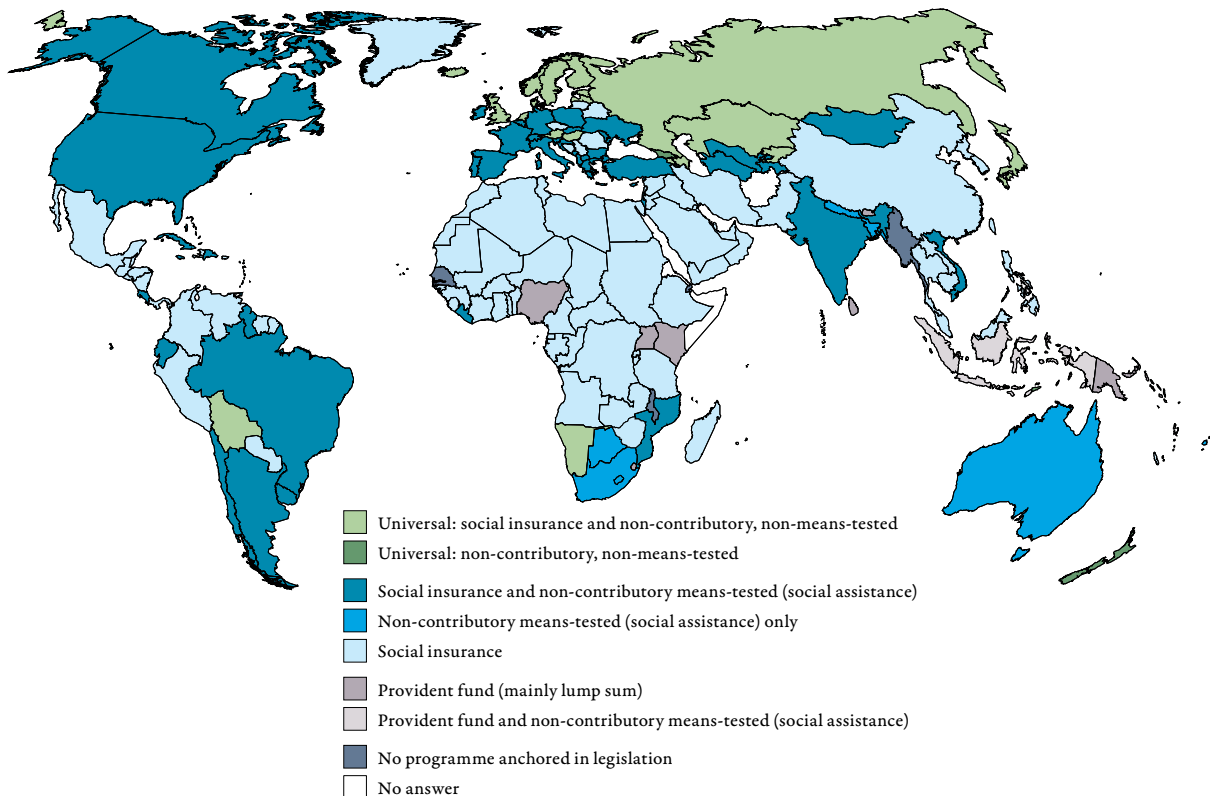 Universal: social insurance and non-contributory, non-means-tested
Universal: non-contributory, non-means-tested
Social insurance and non-contributory means-tested (social assistance)
Non-contributory means-tested (social assistance) only
Social insurance
Provident fund (mainly lump sum)
Provident fund and non-contributory means-tested (social assistance)
No programme anchored in legislation
No answer